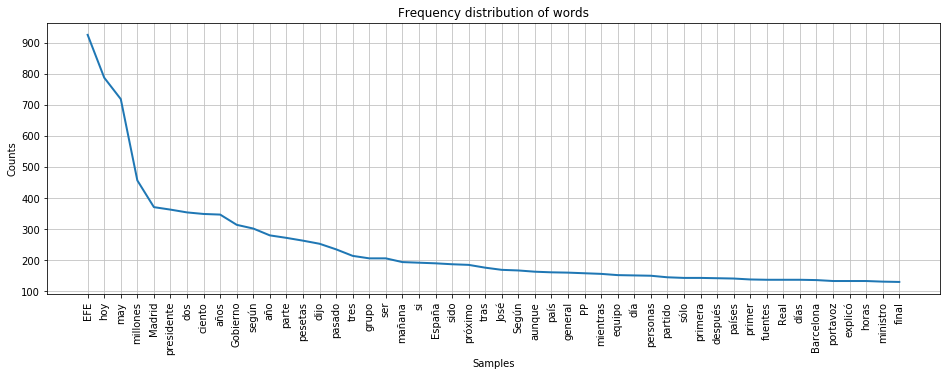 Frequency distribution of words
Counts
900
800
700
600
500
400
300
200
100
EFE
hoy
may
millones
Madrid
presidente
dos
ciento
años
Gobierno
según
año
parte
pesetas
dijo
pasado
tres
grupo
ser
mañana
si
España
sido
próximo
tras
José
Según
aunque
país
general
PP
mientras
equipo
día
personas
partido
sólo
primera
después
países
primer
fuentes
Real
días
Barcelona
portavoz
explicó
horas
ministro
final
Samples